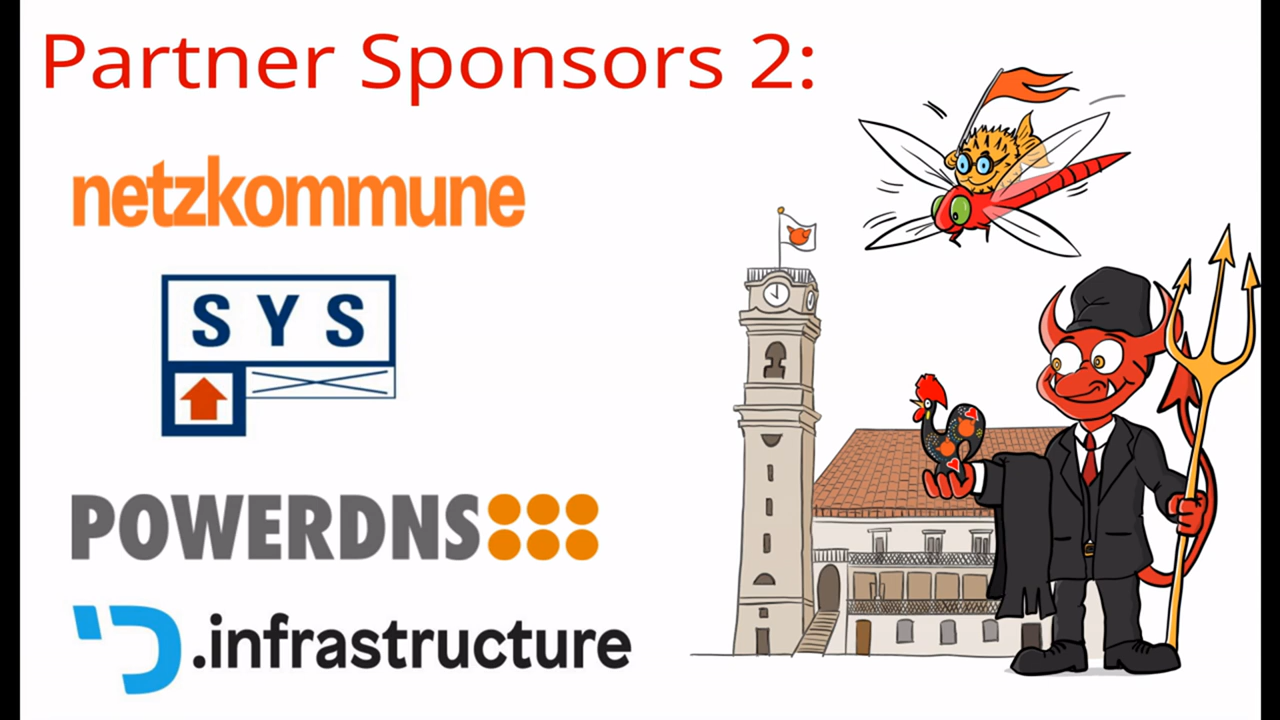 Partner Sponsors 2:
netzkommune
SYS
POWERDNS
.infrastructure